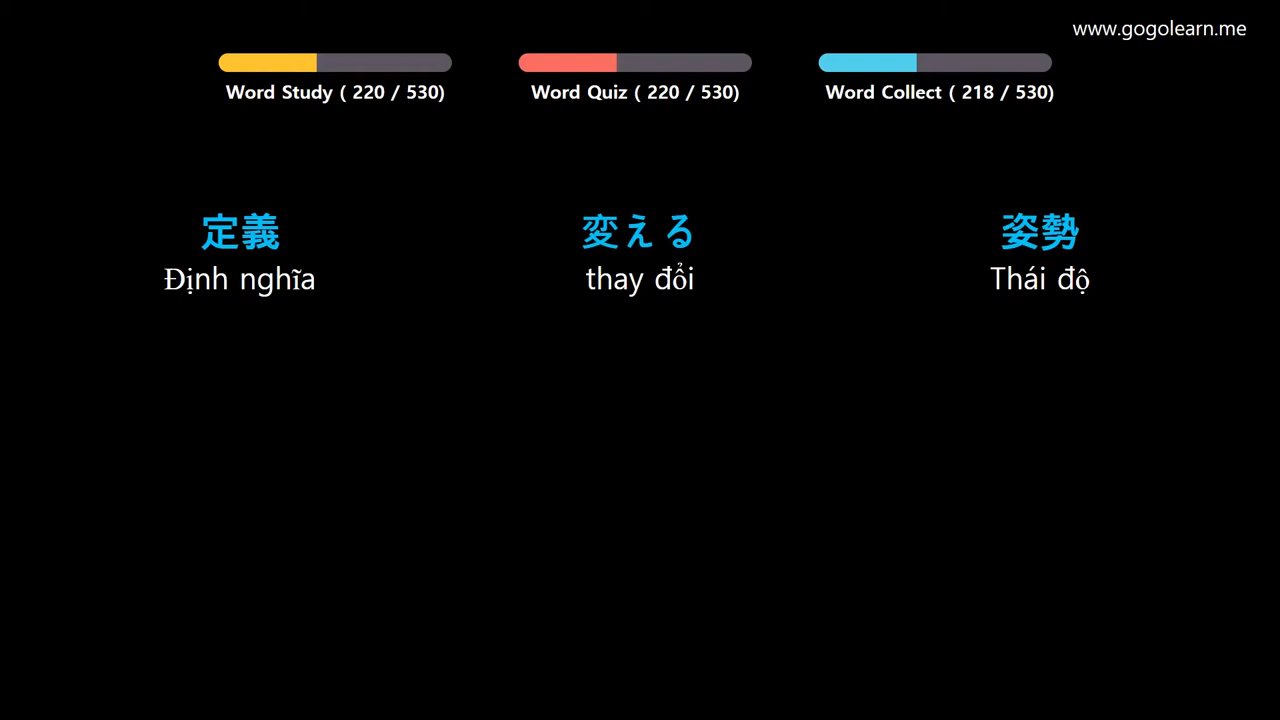 www.gogolearn.me
Word Study ( 220 / 530)
Word Quiz ( 220 / 530)
Word Collect ( 218 / 530)
定義
変える
姿勢
Định nghĩa
thay đổi
Thái độ